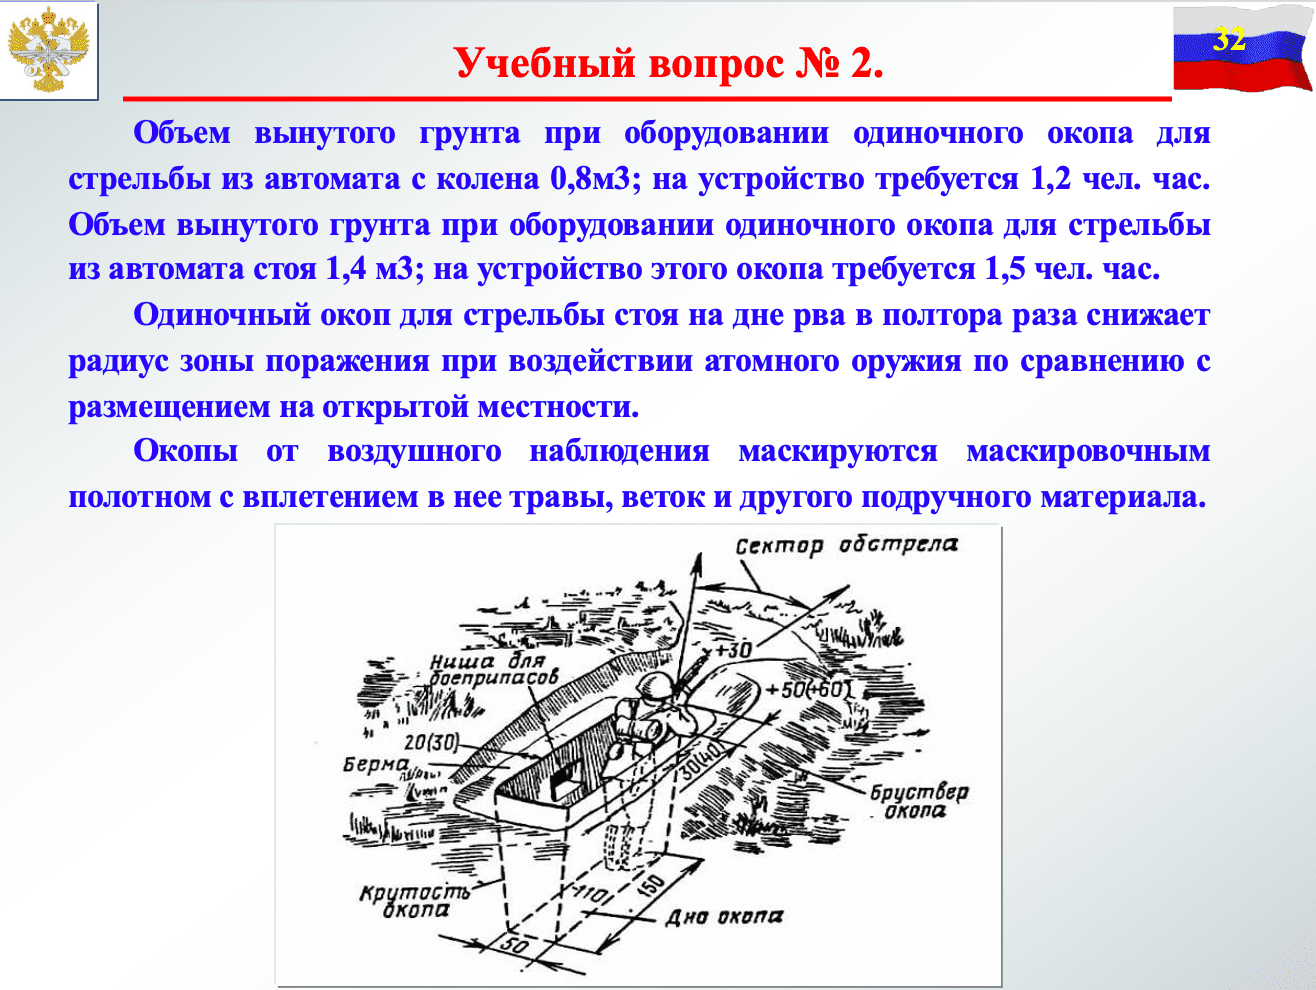 32
Учебный вопрос № 2.
Объем вынутого грунта при оборудовании одиночного окопа для
стрельбы из автомата с колена 0,8м3; на устройство требуется 1,2 чел. час.
Объем вынутого грунта при оборудовании одиночного окопа для стрельбы
из автомата стоя 1,4 м3; на устройство этого окопа требуется 1,5 чел. час.
Одиночный окоп для стрельбы стоя на дне рва в полтора раза снижает
радиус зоны поражения при воздействии атомного оружия по сравнению с
размещением на открытой местности.
Окопы от воздушного наблюдения маскируются маскировочным
полотном с вплетением в нее травы, веток и другого подручного материала.
Сектор обстрела
+30
Ниша для
боеприпасов
+50(+60)
20(30)
Берма
30(40)
Бруствер
окопа
Крутость
окопа
-110
150
Дно окопа
50